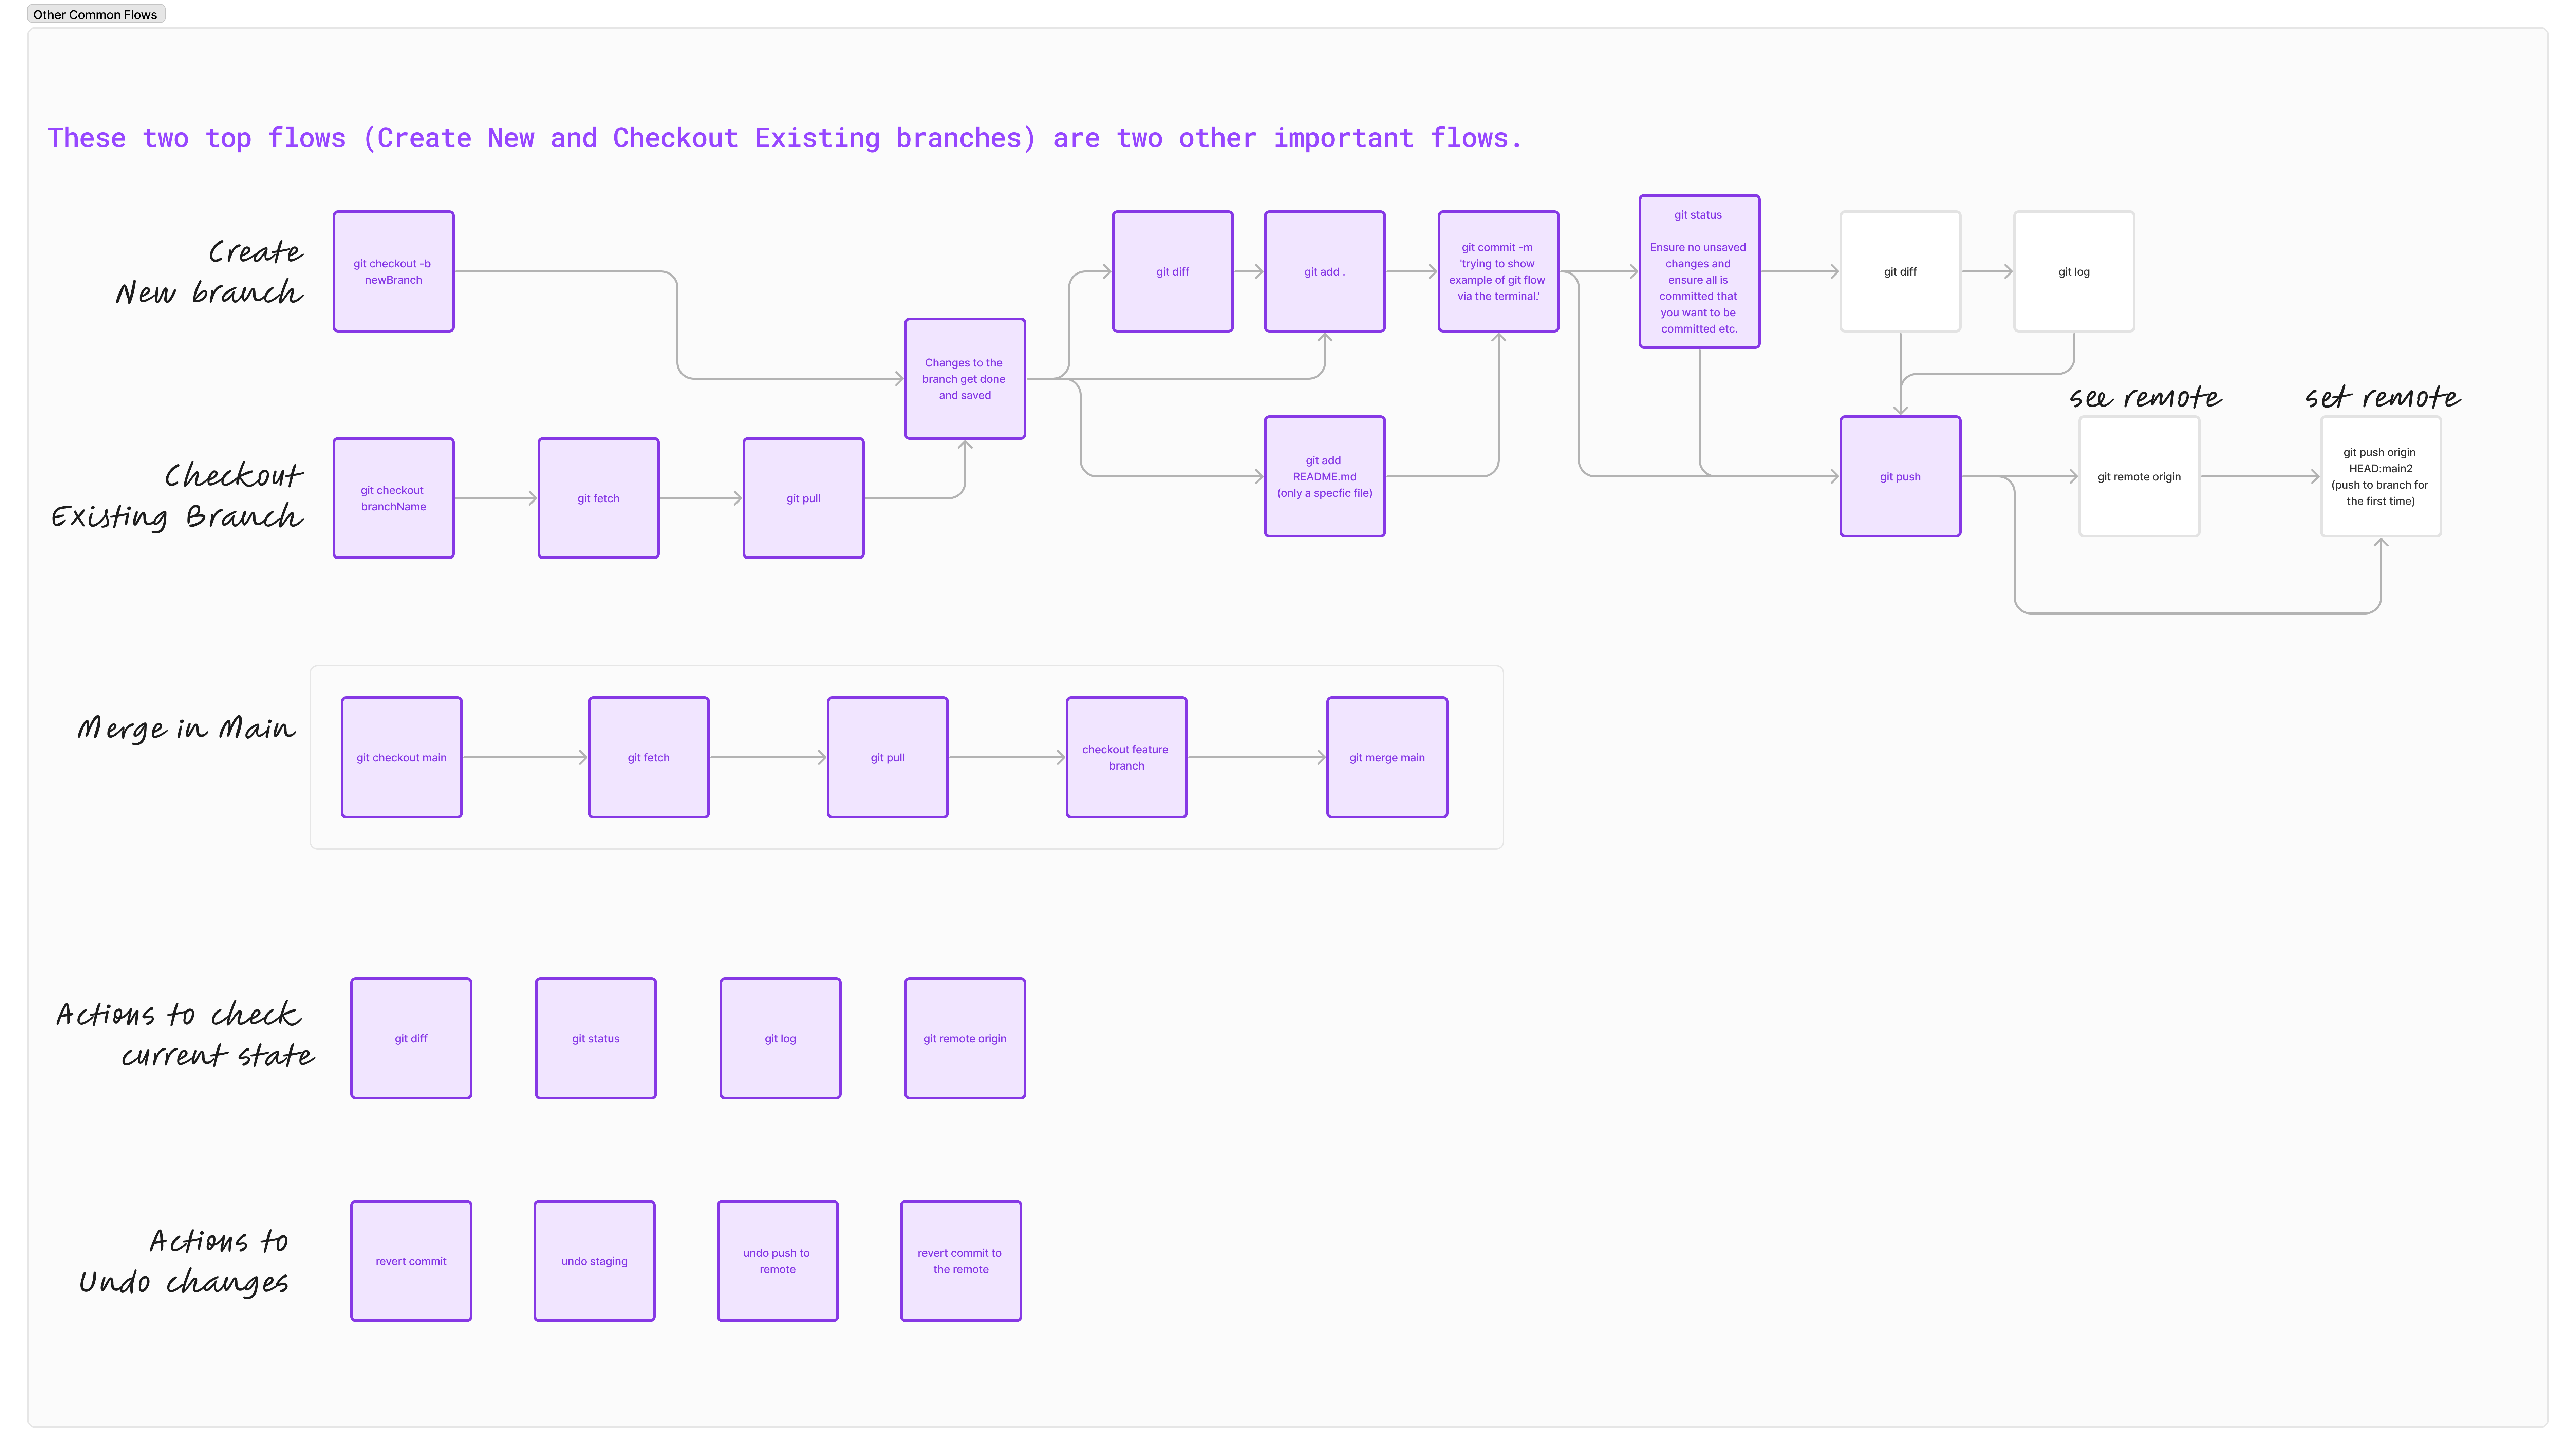 Other Common Flows
These two top flows (Create New and Checkout Existing branches) are two other important flows.
Create
New branch
git checkout -b
newBranch
Changes to the
branch get done
and saved
git diff
git add .
git commit -m
'trying to show
example of git flow
via the terminal.'
git status
Ensure no unsaved
changes and
ensure all is
committed that
you want to be
committed etc.
git diff
git log
Checkout
Existing Branch
git checkout
branchName
git fetch
git pull
git add
README.md
(only a specfic file)
git push
see remote
git remote origin
set remote
git push origin
HEAD:main2
(push to branch for
the first time)
Merge in Main
git checkout main
git fetch
git pull
checkout feature
branch
git merge main
Actions to check
current state
git diff
git status
git log
git remote origin
Actions to
Undo changes
revert commit
undo staging
undo push to
remote
revert commit to
the remote